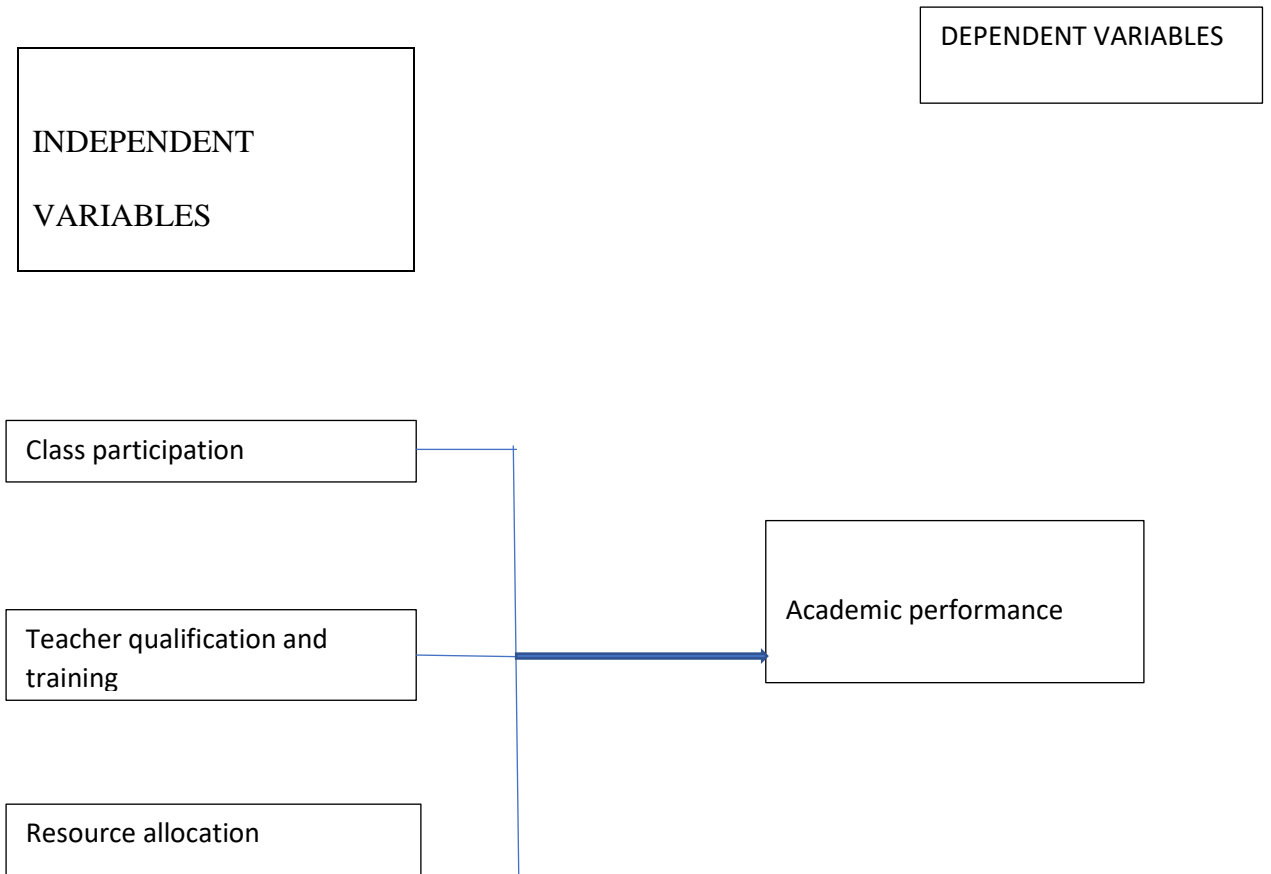 DEPENDENT VARIABLES
INDEPENDENT
VARIABLES
Class participation
Academic performance
Teacher qualification and
training
Resource allocation